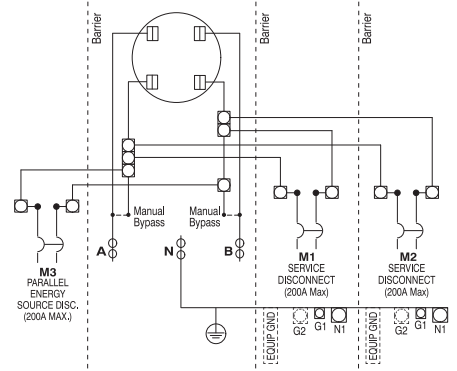 Barrier
Barrier
Barrier
Manual
Bypass
Manual
Bypass
A
N
B
M1
SERVICE
DISCONNECT
(200A Max)
M2
SERVICE
DISCONNECT
(200A Max)
M3
PARALLEL
ENERGY
SOURCE DISC.
(200A MAX.)
EQUIP GND
G2
G1
N1
EQUIP GND
G2
G1
N1